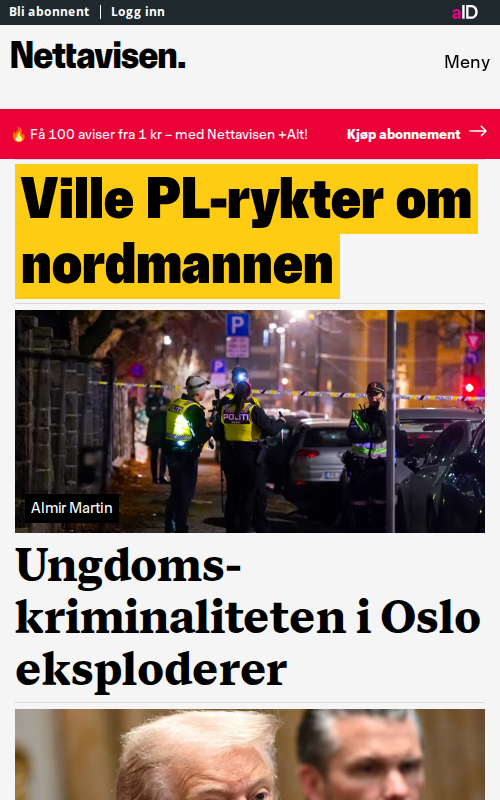 Bli abonnent | Logg inn
aID
Nettavisen.
Meny
🔥 Få 100 aviser fra 1 kr – med Nettavisen +Alt!
Kjøp abonnement →
Ville PL-rykter om
nordmannen
P
P
POLITI
Almir Martin
Ungdoms-
kriminaliteten i Oslo
eksploderer